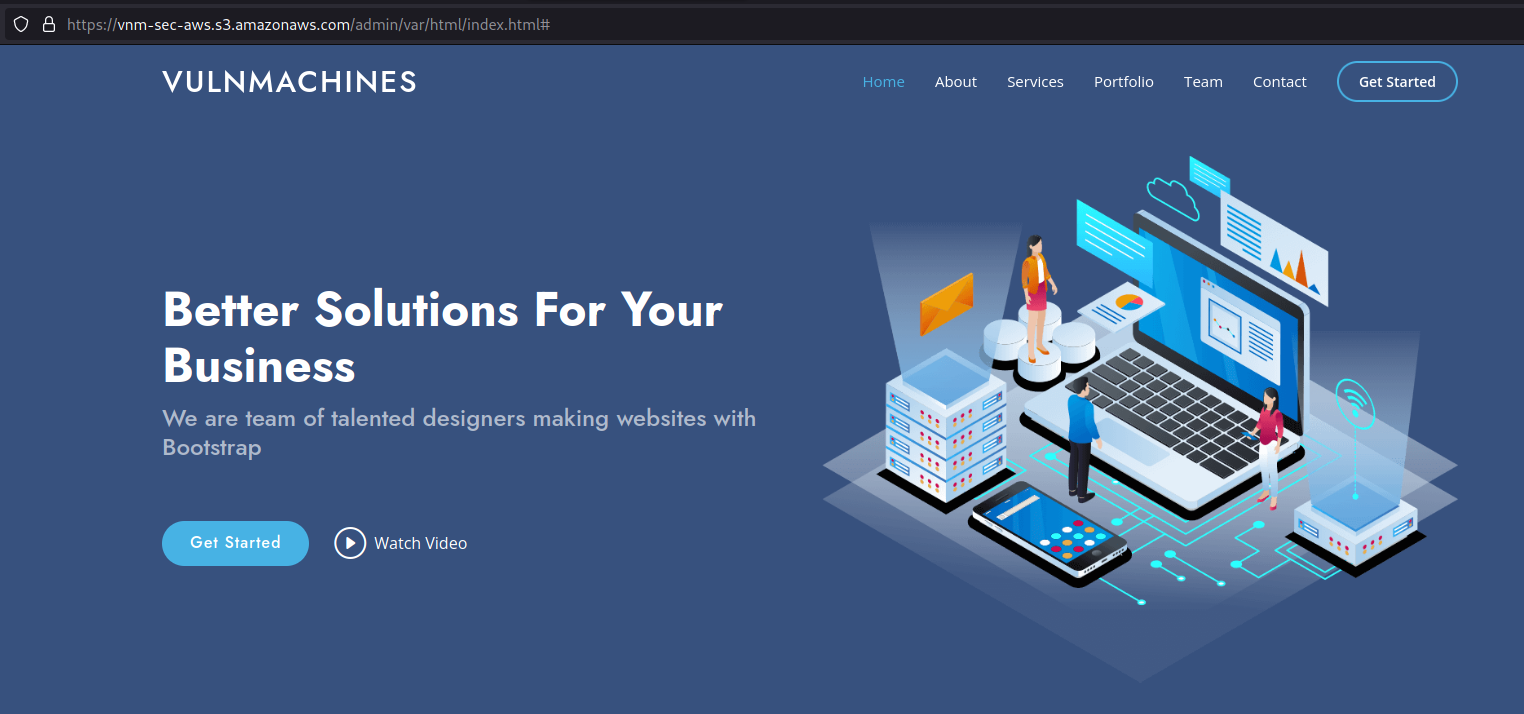 https://vnm-sec-aws.s3.amazonaws.com/admin/var/html/index.html#
VULNMACHINES
Home About Services Portfolio Team Contact Get Started
Better Solutions For Your
Business
We are team of talented designers making websites with
Bootstrap
Get Started Watch Video